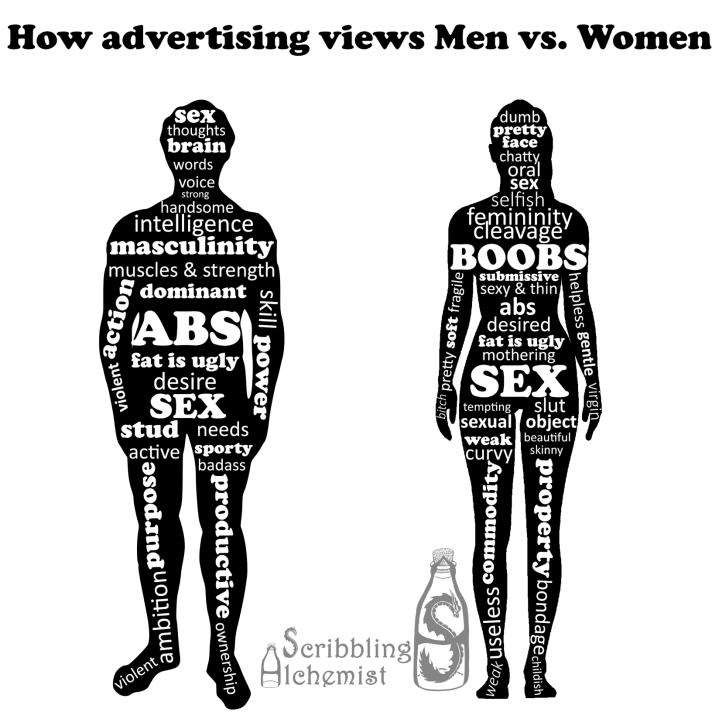 How advertising views Men vs. Women
sex
thoughts
brain
words
voice
strong
handsome
intelligence
masculinity
muscles & strength
dominant
action
skill
ABS
fat is ugly
power
violent
desire
SEX
stud needs
active sporty
badass
purpose
productive
ambition
ownership
violent
dumb
pretty
face
chatty
oral
sex
selfish
femininity
cleavage
BOOBS
submissive
sexy & thin
fragile
helpless
abs
desired
soft
gentle
fat is ugly
mothering
pretty
SEX
virgin
bitch
tempting slut
sexual object
weak beautiful
curvy skinny
commodity
property
useless
bondage
weak
childish
Scribbling
Alchemist